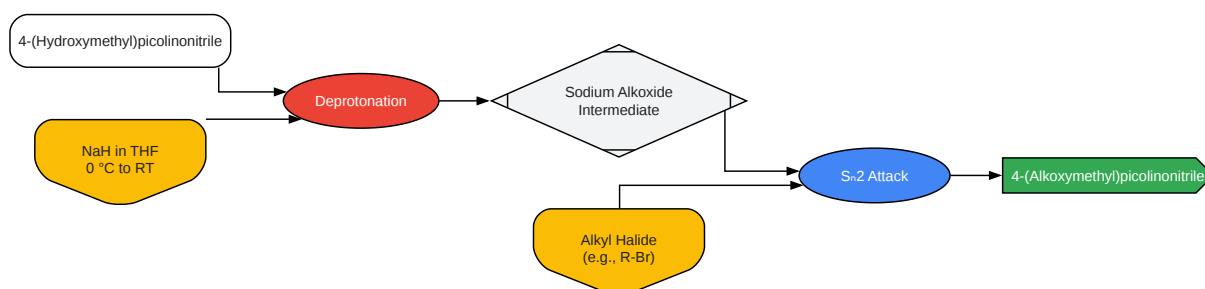 4-(Hydroxymethyl)picolinonitrile
NaH in THF
0 °C to RT
Deprotonation
Sodium Alkoxide
Intermediate
Alkyl Halide
(e.g., R-Br)
Sₙ2 Attack
4-(Alkoxymethyl)picolinonitrile